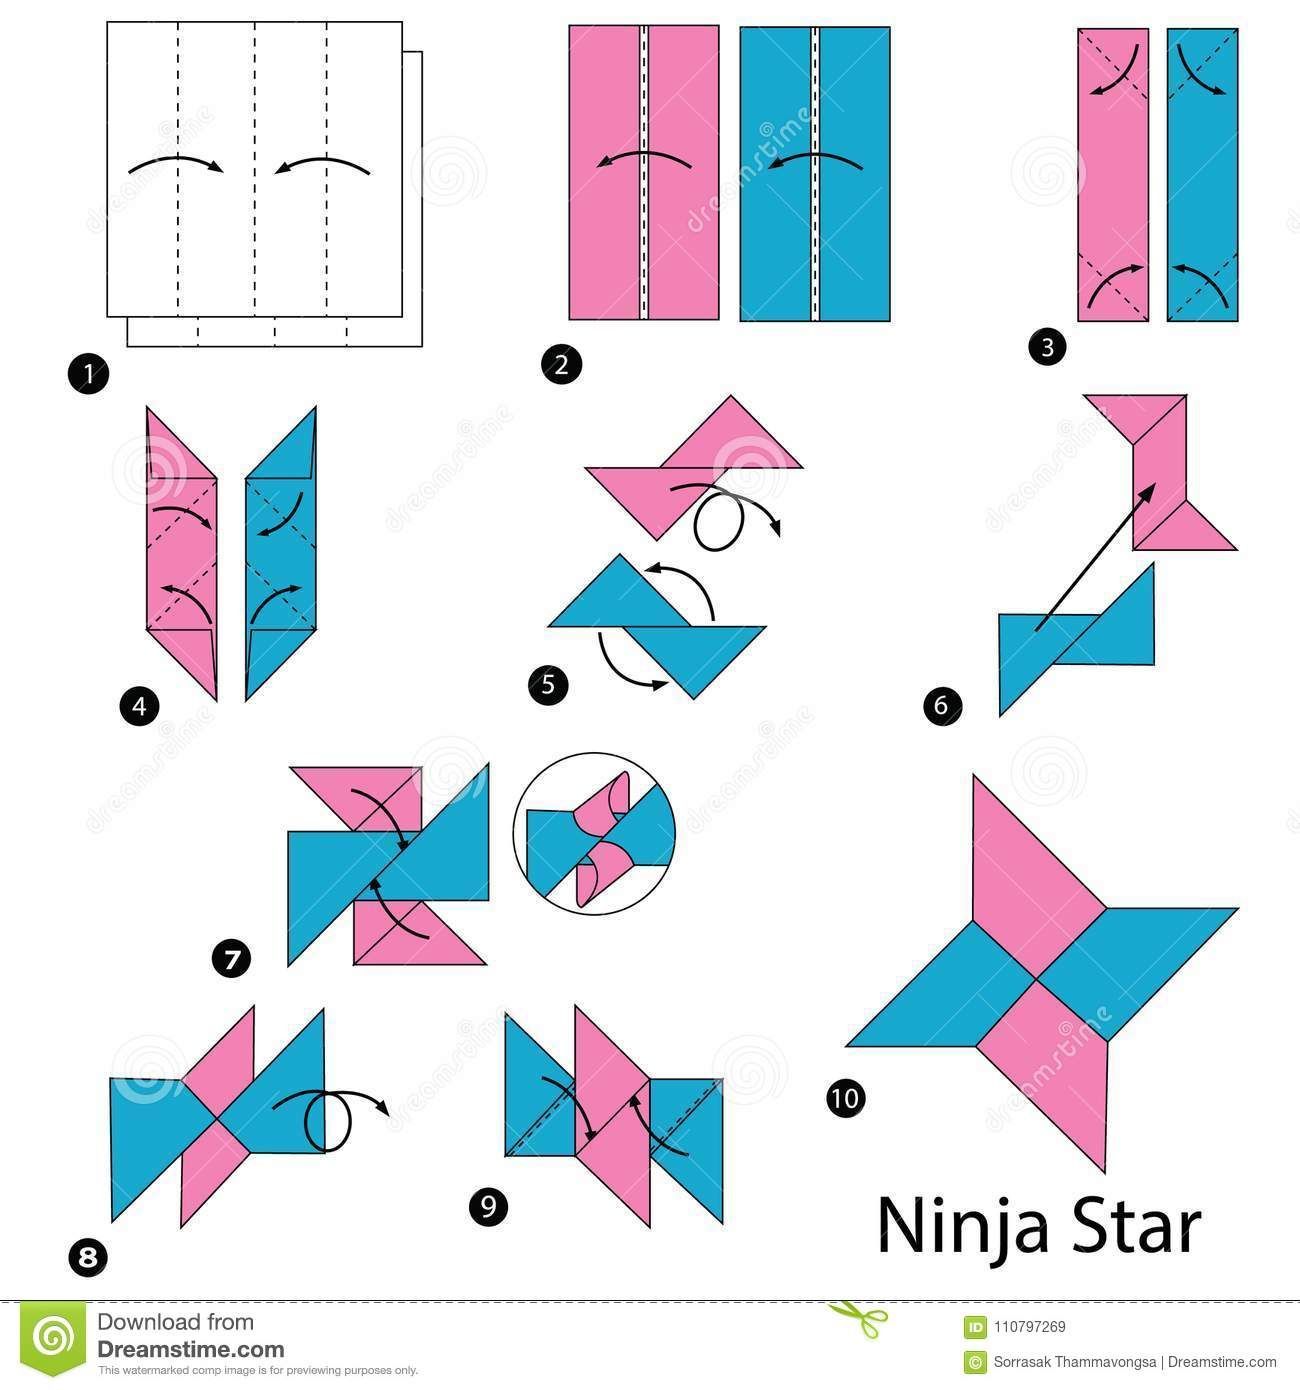 1
2
3
4
5
6
7
8
9
10
Ninja Star
dreamstime
Download from
Dreamstime.com
This watermarked comp image is for previewing purposes only.
ID 110797269
© Sorrasak Thammavongsa | Dreamstime.com